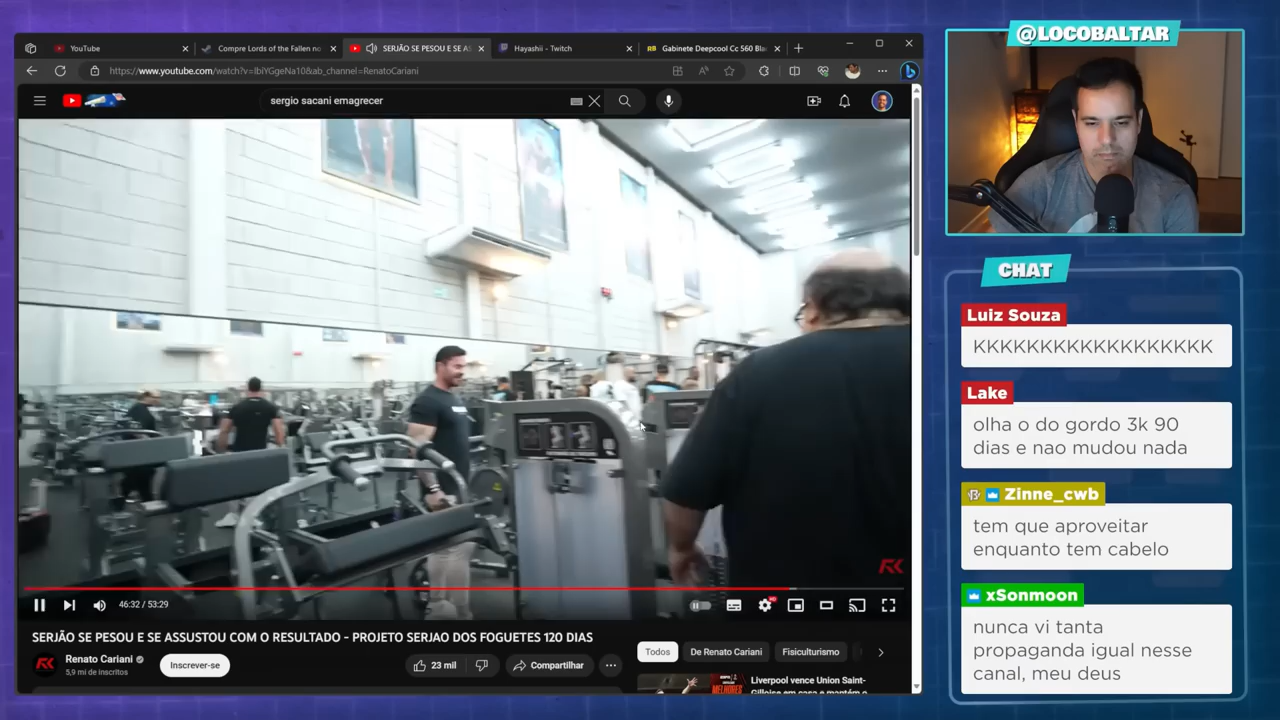 YouTube
Compre Lords of the Fallen no
SERJÃO SE PESOU E SE AS
Hayashii - Twitch
Gabinete Deepcool Cc 560 Bla
https://www.youtube.com/watch?v=IbiYGgeNa10&ab_channel=RenatoCariani
sergio sacani emagrecer
RK
46:32 / 53:29
HD
SERJÃO SE PESOU E SE ASSUSTOU COM O RESULTADO - PROJETO SERJAO DOS FOGUETES 120 DIAS
RK
Renato Cariani
5,9 mi de inscritos
Inscrever-se
23 mil
Compartilhar
Todos
De Renato Cariani
Fisiculturismo
MELHORES
Liverpool vence Union Saint-
Gilloise em casa e mantém o
@LOCOBALTAR
CHAT
Luiz Souza
KKKKKKKKKKKKKKKKKK
Lake
olha o do gordo 3k 90
dias e nao mudou nada
Zinne_cwb
tem que aproveitar
enquanto tem cabelo
xSonmoon
nunca vi tanta
propaganda igual nesse
canal, meu deus